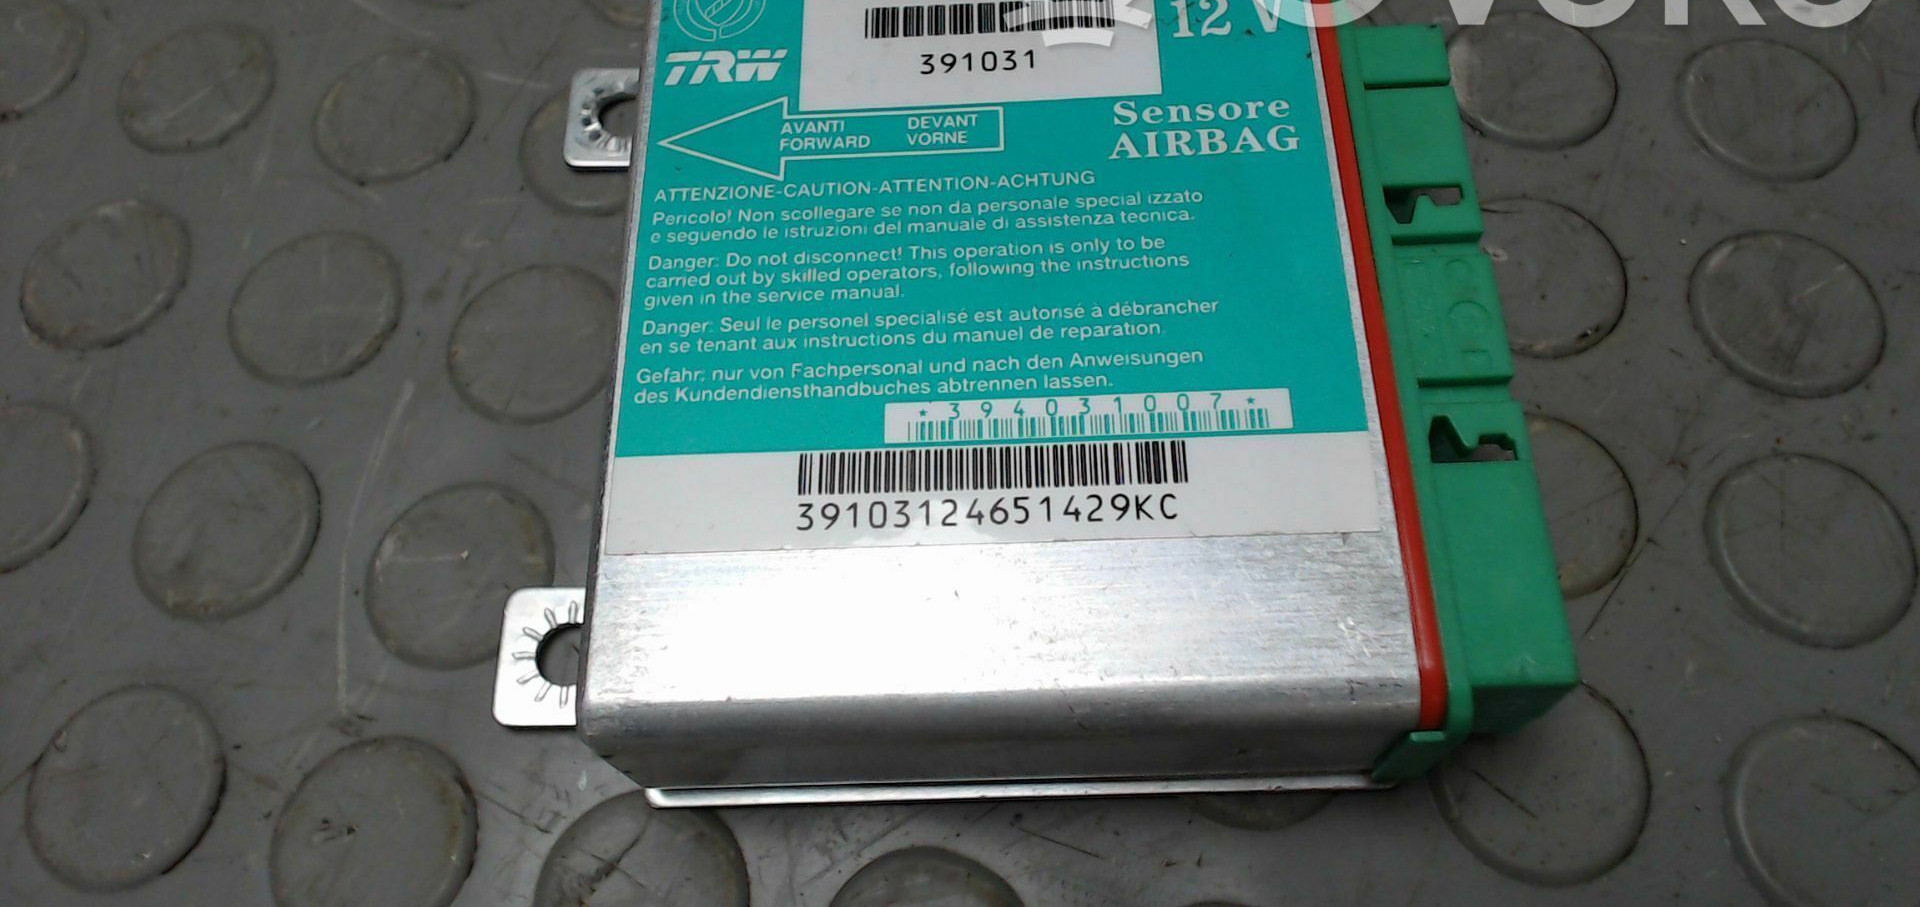 12 V
391031
TRW
AVANTI DEVANT
FORWARD VORNE
Sensore
AIRBAG
ATTENZIONE-CAUTION-ATTENTION-ACHTUNG
Pericolo! Non scollegare se non da personale specializzato
e seguendo le istruzioni del manuale di assistenza tecnica.
Danger: Do not disconnect! This operation is only to be
carried out by skilled operators, following the instructions
given in the service manual.
Danger: Seul le personel specialisé est autorisé à débrancher
en se tenant aux instructions du manuel de reparation.
Gefahr: nur von Fachpersonal und nach den Anweisungen
des Kundendiensthandbuches abtrennen lassen.
*394031007*
39103124651429KC